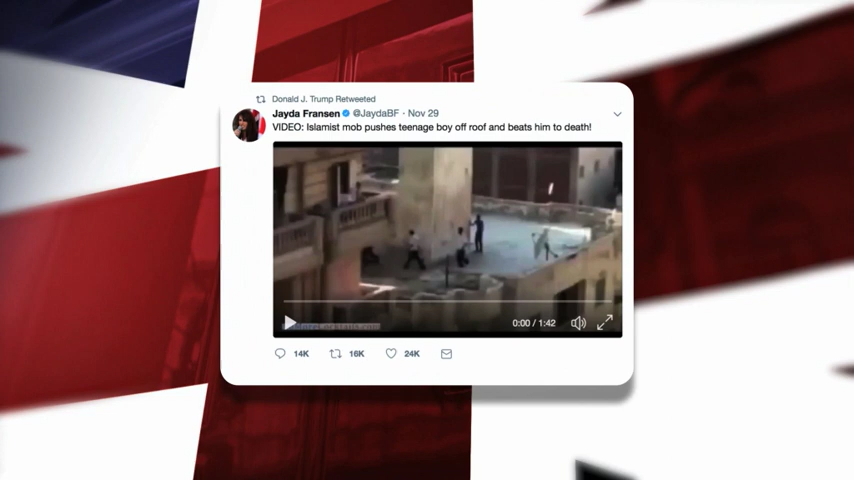 Donald J. Trump Retweeted
Jayda Fransen @JaydaBF · Nov 29
VIDEO: Islamist mob pushes teenage boy off roof and beats him to death!
0:00 / 1:42
14K 16K 24K